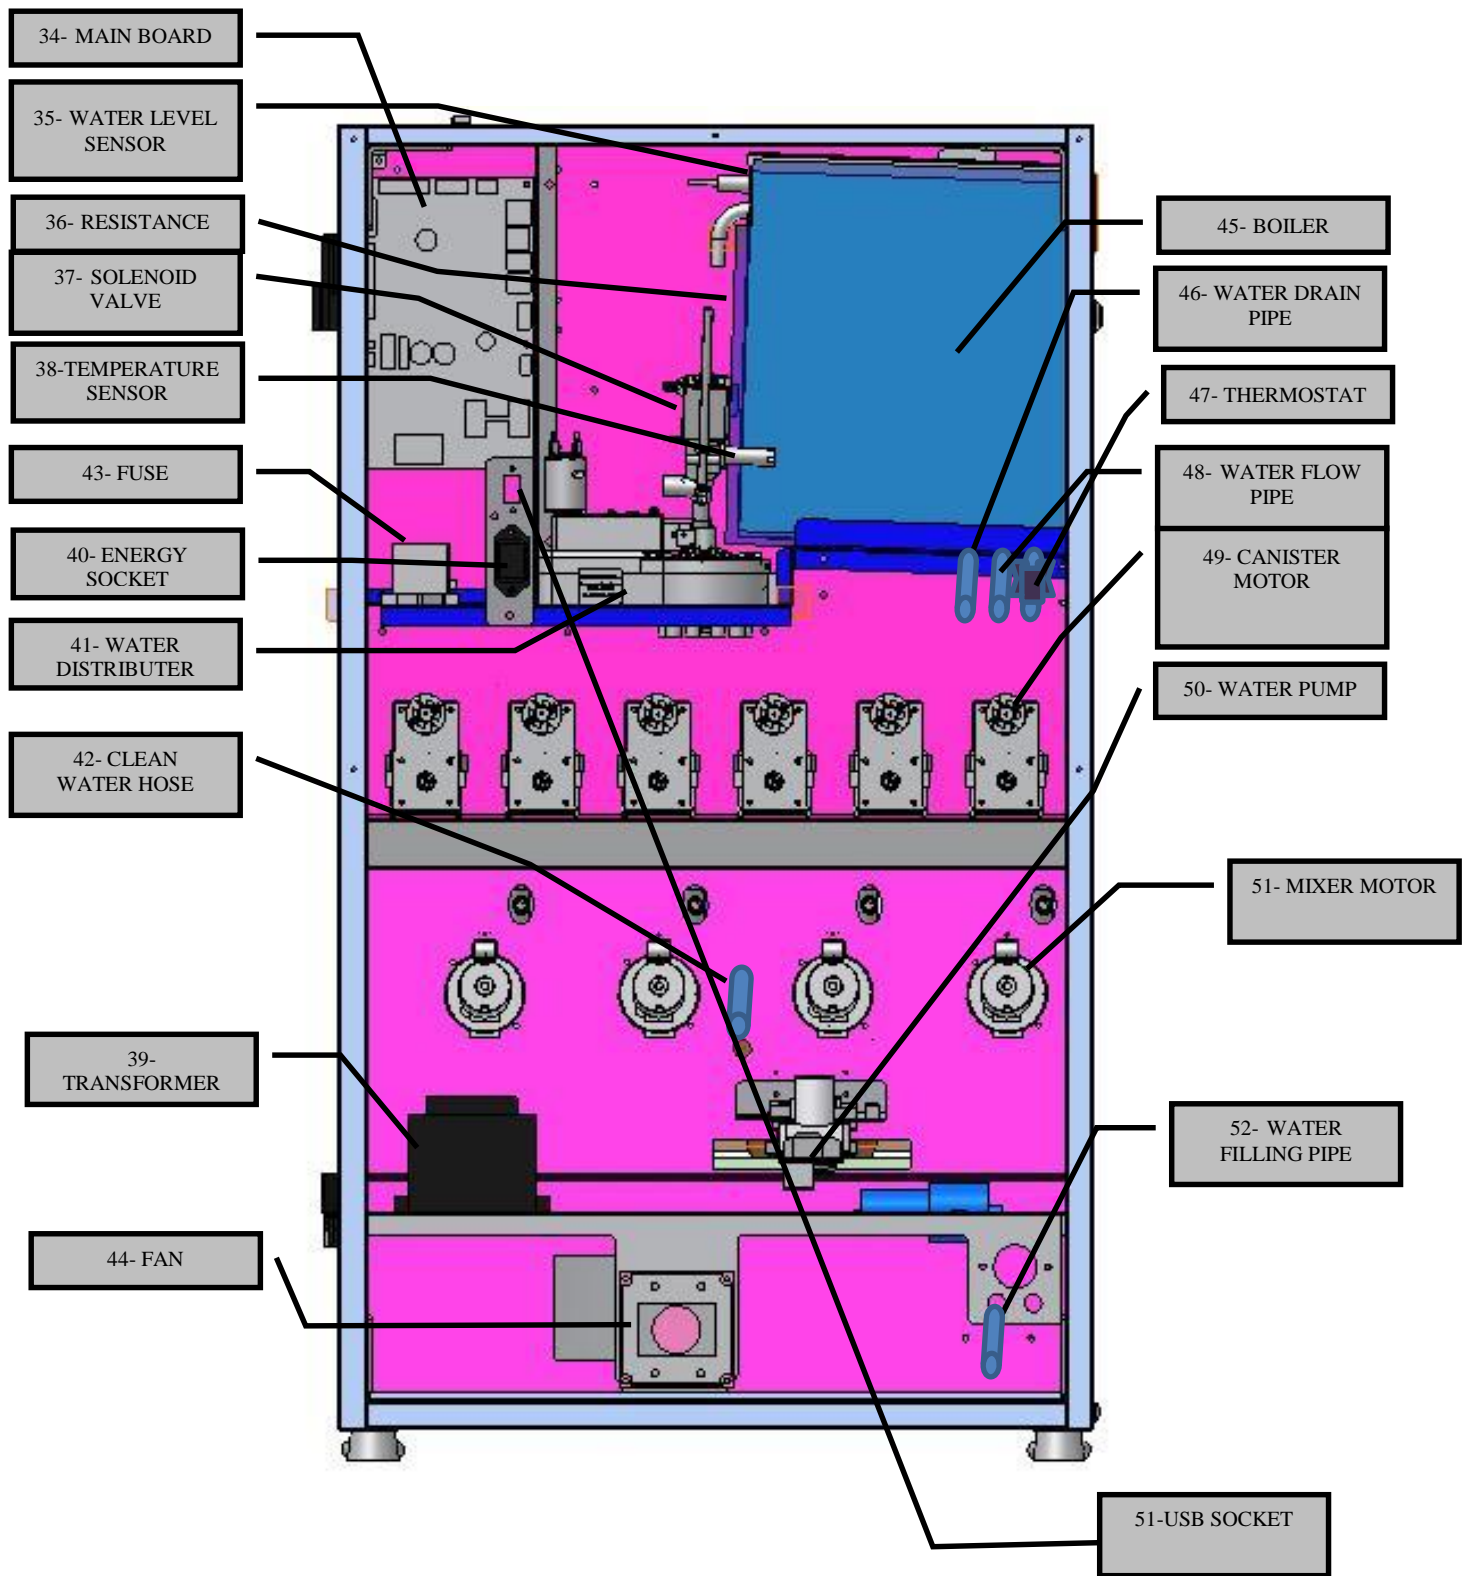 34- MAIN BOARD
35- WATER LEVEL
SENSOR
36- RESISTANCE
37- SOLENOID
VALVE
38-TEMPERATURE
SENSOR
43- FUSE
40- ENERGY
SOCKET
41- WATER
DISTRIBUTER
42- CLEAN
WATER HOSE
39-
TRANSFORMER
44- FAN
45- BOILER
46- WATER DRAIN
PIPE
47- THERMOSTAT
48- WATER FLOW
PIPE
49- CANISTER
MOTOR
50- WATER PUMP
51- MIXER MOTOR
52- WATER
FILLING PIPE
51-USB SOCKET